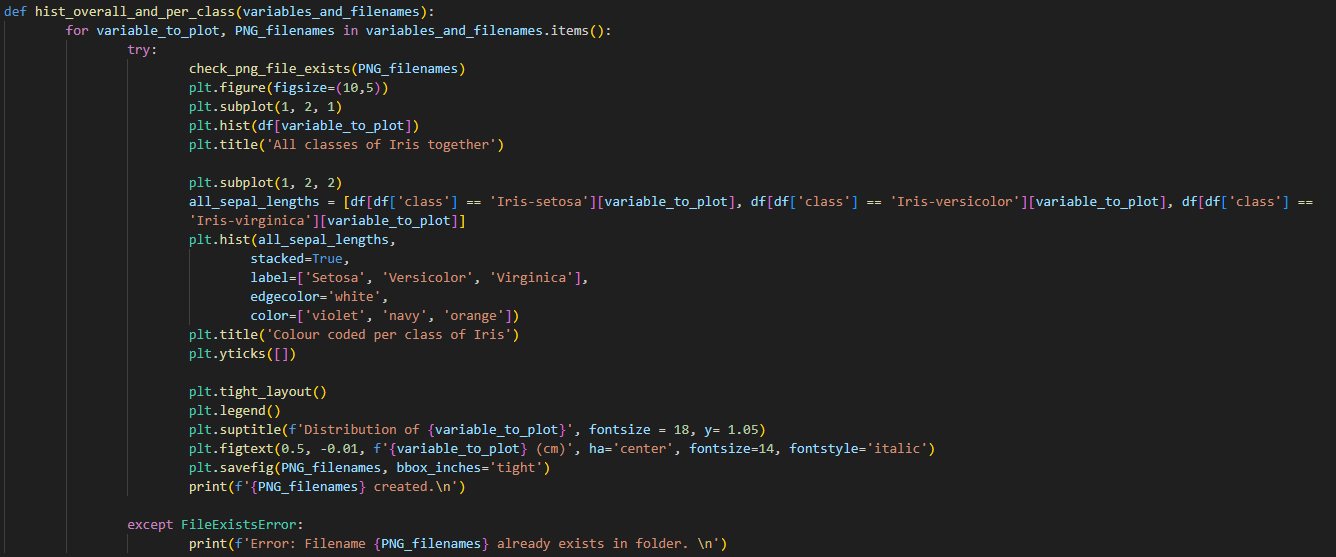 def hist_overall_and_per_class(variables_and_filenames):
for variable_to_plot, PNG_filenames in variables_and_filenames.items():
try:
check_png_file_exists(PNG_filenames)
plt.figure(figsize=(10,5))
plt.subplot(1, 2, 1)
plt.hist(df[variable_to_plot])
plt.title('All classes of Iris together')
plt.subplot(1, 2, 2)
all_sepal_lengths = [df[df['class'] == 'Iris-setosa'][variable_to_plot], df[df['class'] == 'Iris-versicolor'][variable_to_plot], df[df['class'] ==
'Iris-virginica'][variable_to_plot]]
plt.hist(all_sepal_lengths,
stacked=True,
label=['Setosa', 'Versicolor', 'Virginica'],
edgecolor='white',
color=['violet', 'navy', 'orange'])
plt.title('Colour coded per class of Iris')
plt.yticks([])
plt.tight_layout()
plt.legend()
plt.suptitle(f'Distribution of {variable_to_plot}', fontsize = 18, y= 1.05)
plt.figtext(0.5, -0.01, f'{variable_to_plot} (cm)', ha='center', fontsize=14, fontstyle='italic')
plt.savefig(PNG_filenames, bbox_inches='tight')
print(f'{PNG_filenames} created.\n')
except FileExistsError:
print(f'Error: Filename {PNG_filenames} already exists in folder. \n')